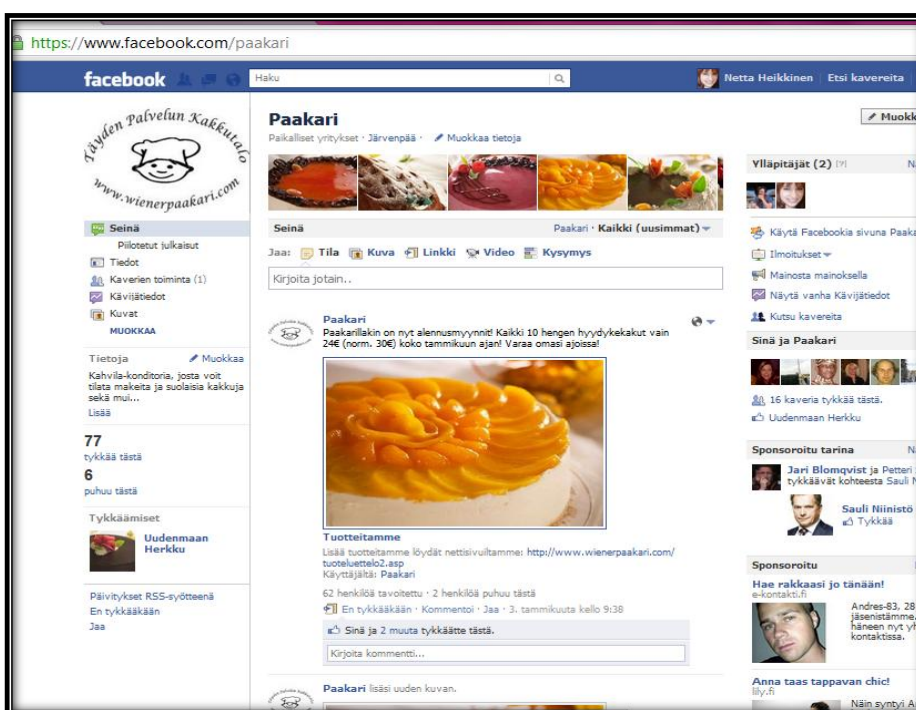 https://www.facebook.com/paakari
facebook
Haku
Netta Heikkinen
Etsi kavereita
Täyden Palvelun Kakkutalo
www.wienerpaakari.com
Seinä
Piilotetut julkaisut
Tiedot
Kaverien toiminta (1)
Kävijätiedot
Kuvat
MUOKKAA
Tietoja
Muokkaa
Kahvila-konditoria, josta voit
tilata makeita ja suolaisia kakkuja
sekä mui...
Lisää
77
tykkää tästä
6
puhuu tästä
Tykkäämiset
Uudenmaan
Herkku
Päivitykset RSS-syötteenä
En tykkääkään
Jaa
Paakari
Paikalliset yritykset · Järvenpää · Muokkaa tietoja
Seinä
Paakari · Kaikki (uusimmat)
Jaa: Tila Kuva Linkki Video Kysymys
Kirjoita jotain..
Paakari
Paakarillakin on nyt alennusmyynnit! Kaikki 10 hengen hyydykekakut vain
24€ (norm. 30€) koko tammikuun ajan! Varaa omasi ajoissa!
Tuotteitamme
Lisää tuotteitamme löydät nettisivuiltamme: http://www.wienerpaakari.com/
tuoteluettelo2.asp
Käyttäjältä: Paakari
62 henkilöä tavoitettu · 2 henkilöä puhuu tästä
En tykkääkään · Kommentoi · Jaa · 3. tammikuuta kello 9:38
Sinä ja 2 muuta tykkäätte tästä.
Kirjoita kommentti...
Paakari lisäsi uuden kuvan.
Muokk
Ylläpitäjät (2) [?]
Käytä Facebookia sivuna Paaka
Ilmoitukset
Mainosta mainoksella
Näytä vanha Kävijätiedot
Kutsu kavereita
Sinä ja Paakari
16 kaveria tykkää tästä.
Uudenmaan Herkku
Sponsoroitu tarina
Jari Blomqvist ja Petteri
tykkäävät kohteesta Sauli N
Sauli Niinistö
Tykkää
Sponsoroitu
Hae rakkaasi jo tänään!
e-kontakti.fi
Andres-83, 28
jäsenistämme.
häneen nyt yh
kontaktissa.
Anna taas tappavan chic!
lily.fi
Näin syntyi A